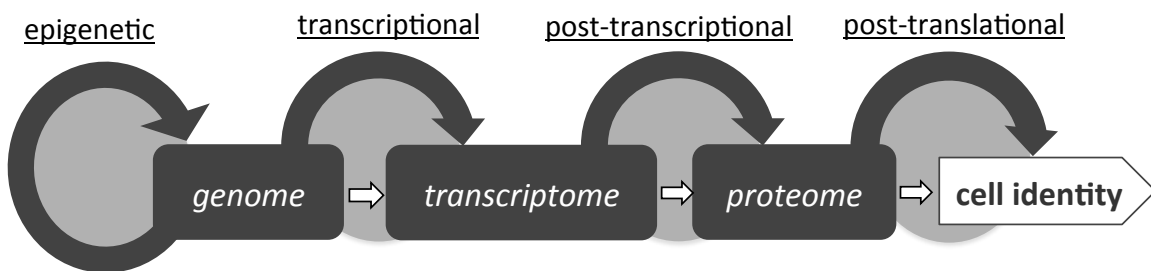 epigenetic transcriptional post-transcriptional post-translational
genome transcriptome proteome cell identity